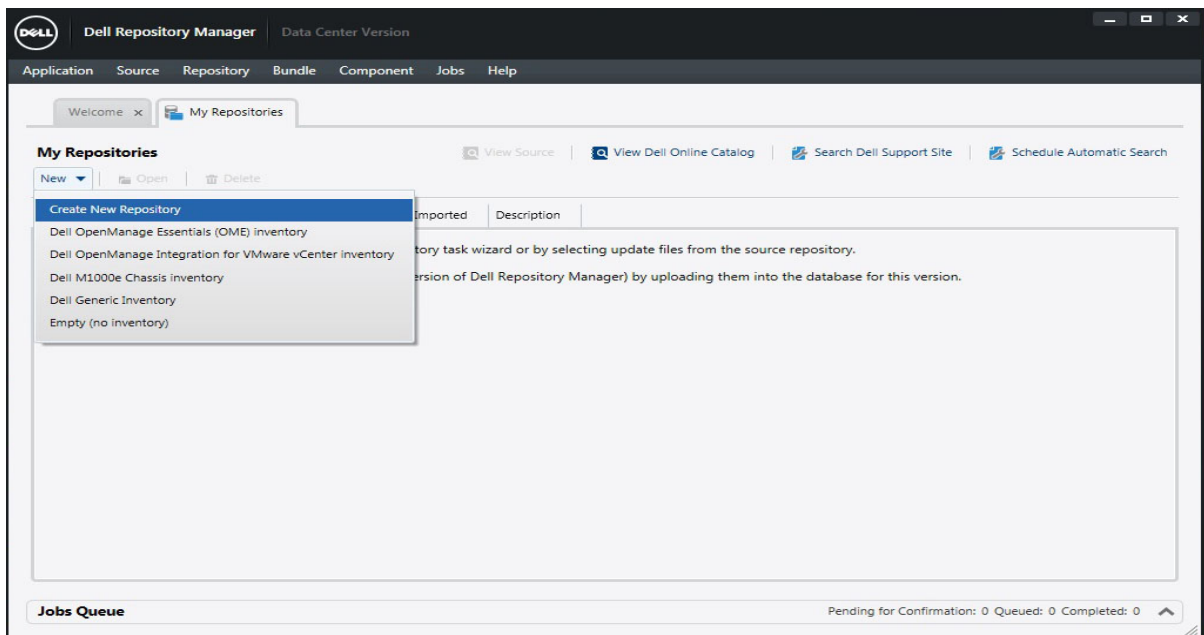 DELL Dell Repository Manager Data Center Version
Application Source Repository Bundle Component Jobs Help
Welcome x My Repositories
My Repositories View Source View Dell Online Catalog Search Dell Support Site Schedule Automatic Search
New Open Delete
Create New Repository
Imported Description
Dell OpenManage Essentials (OME) inventory
tory task wizard or by selecting update files from the source repository.
Dell OpenManage Integration for VMware vCenter inventory
Dell M1000e Chassis inventory
ersion of Dell Repository Manager) by uploading them into the database for this version.
Dell Generic Inventory
Empty (no inventory)
Jobs Queue Pending for Confirmation: 0 Queued: 0 Completed: 0